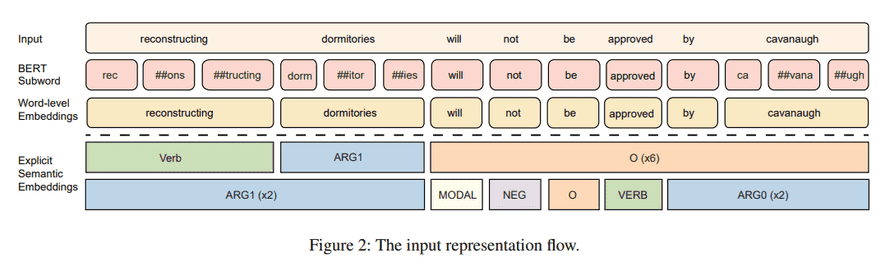 Input reconstructing dormitories will not be approved by cavanaugh
BERT
Subword
rec ##ons ##tructing dorm ##itor ##ies will not be approved by ca ##vana ##ugh
Word-level
Embeddings
reconstructing dormitories will not be approved by cavanaugh
Explicit
Semantic
Embeddings
Verb ARG1 O (x6)
ARG1 (x2) MODAL NEG O VERB ARG0 (x2)
Figure 2: The input representation flow.